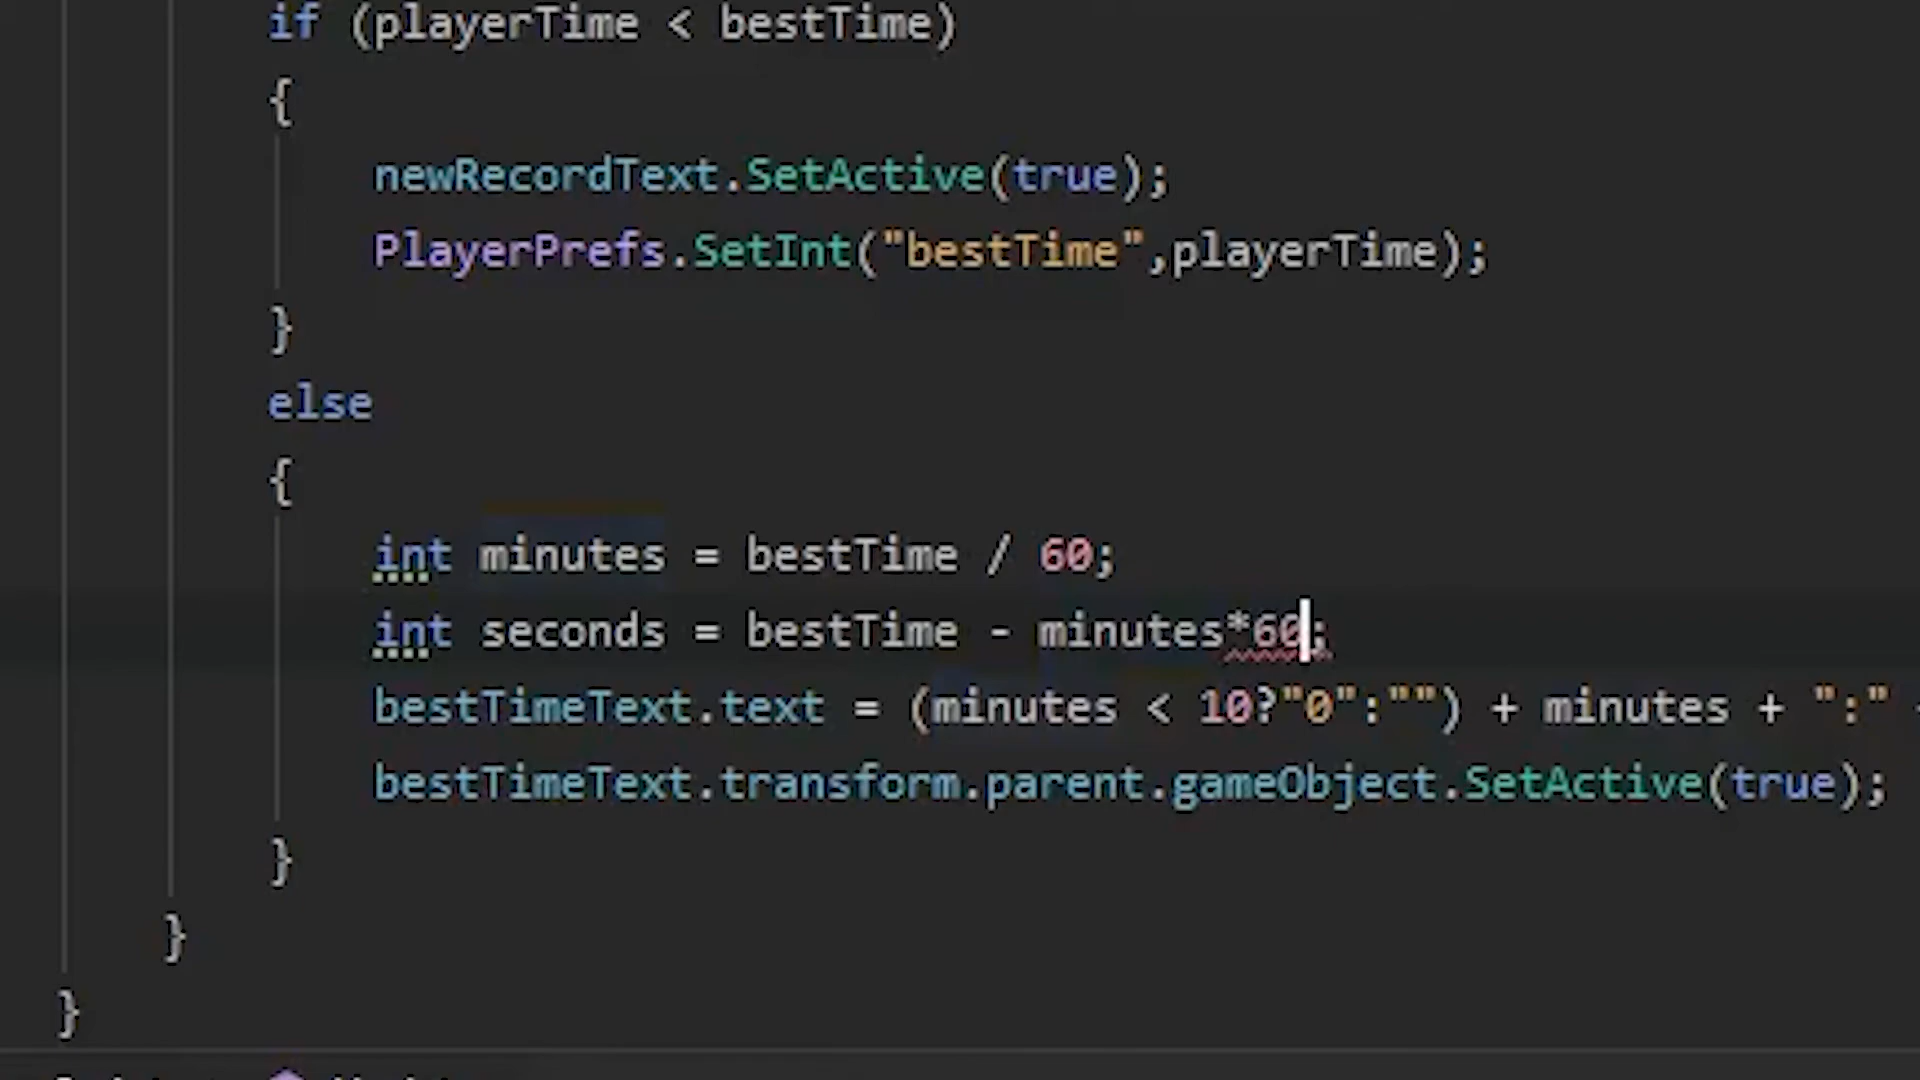 if (playerTime < bestTime)
{
newRecordText.SetActive(true);
PlayerPrefs.SetInt("bestTime",playerTime);
}
else
{
int minutes = bestTime / 60;
int seconds = bestTime - minutes*60;
bestTimeText.text = (minutes < 10?"0":"") + minutes + ":"
bestTimeText.transform.parent.gameObject.SetActive(true);
}
}
}